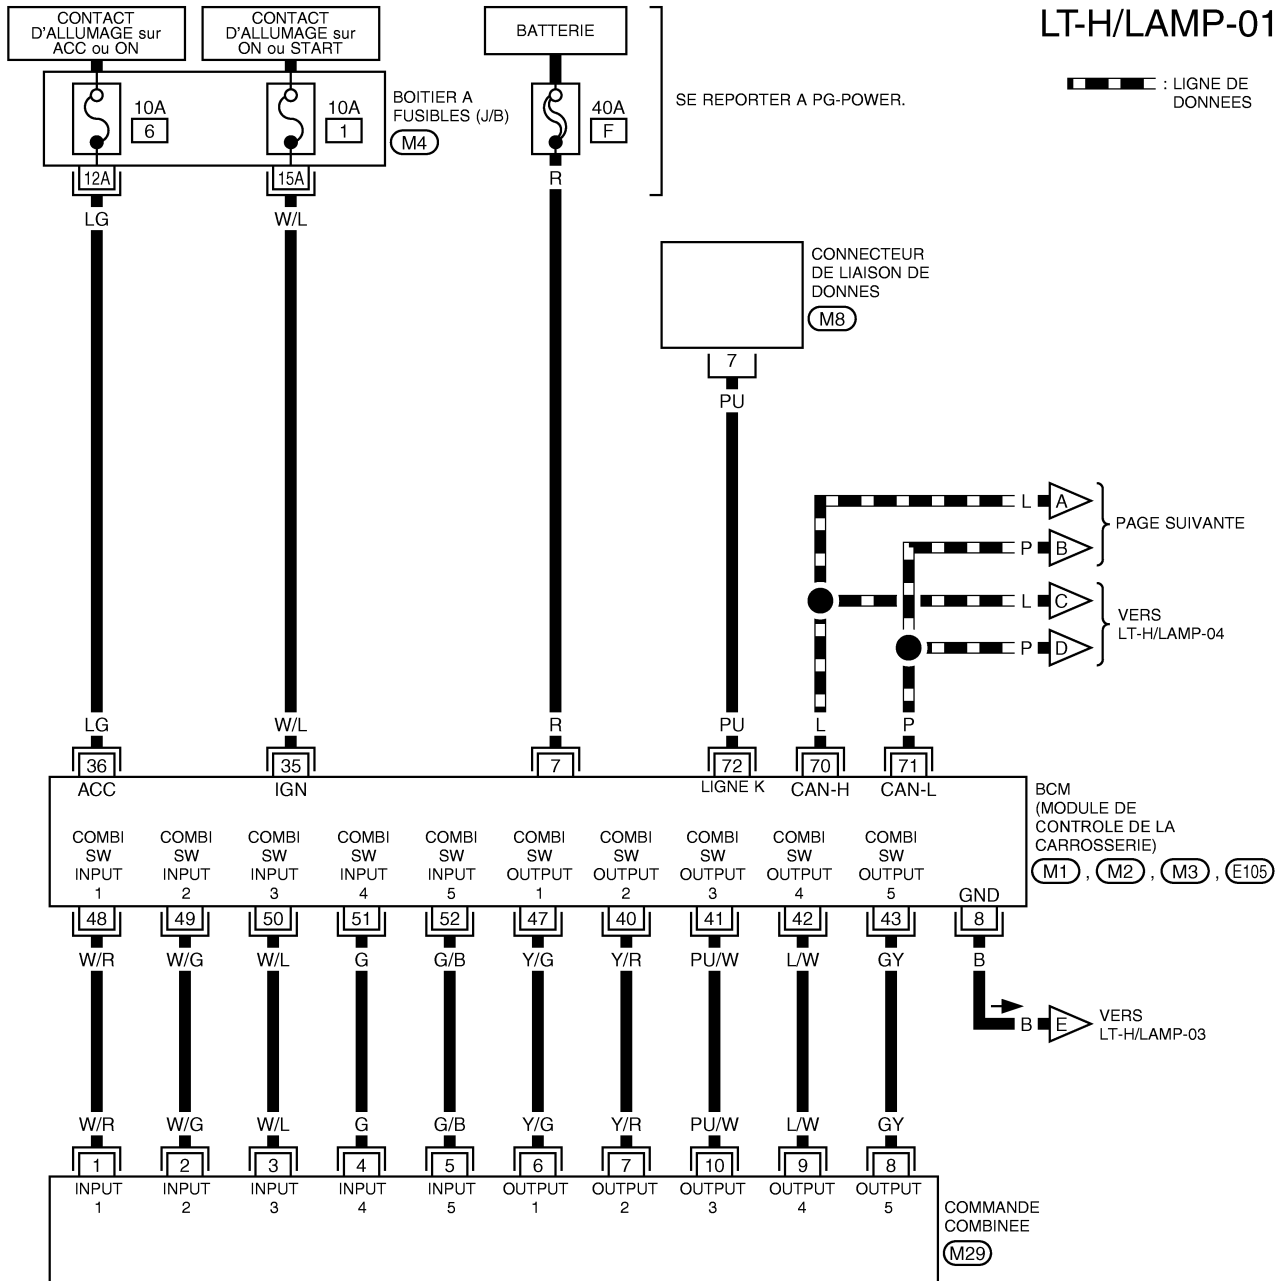 LT-H/LAMP-01
CONTACT
D'ALLUMAGE sur
ACC ou ON
CONTACT
D'ALLUMAGE sur
ON ou START
BATTERIE
: LIGNE DE
DONNEES
10A
6
10A
1
BOITIER A
FUSIBLES (J/B)
M4
40A
F
SE REPORTER A PG-POWER.
12A
15A
R
LG
W/L
CONNECTEUR
DE LIAISON DE
DONNES
M8
7
PU
L
A
PAGE SUIVANTE
P
B
L
C
VERS
LT-H/LAMP-04
P
D
LG
W/L
R
PU
L
P
36
35
7
72
70
71
ACC
IGN
LIGNE K
CAN-H
CAN-L
BCM
(MODULE DE
CONTROLE DE LA
CARROSSERIE)
M1 , M2 , M3 , E105
COMBI
SW
INPUT
1
COMBI
SW
INPUT
2
COMBI
SW
INPUT
3
COMBI
SW
INPUT
4
COMBI
SW
INPUT
5
COMBI
SW
OUTPUT
1
COMBI
SW
OUTPUT
2
COMBI
SW
OUTPUT
3
COMBI
SW
OUTPUT
4
COMBI
SW
OUTPUT
5
GND
48
49
50
51
52
47
40
41
42
43
8
W/R
W/G
W/L
G
G/B
Y/G
Y/R
PU/W
L/W
GY
B
B
E
VERS
LT-H/LAMP-03
W/R
W/G
W/L
G
G/B
Y/G
Y/R
PU/W
L/W
GY
1
2
3
4
5
6
7
10
9
8
INPUT
1
INPUT
2
INPUT
3
INPUT
4
INPUT
5
OUTPUT
1
OUTPUT
2
OUTPUT
3
OUTPUT
4
OUTPUT
5
COMMANDE
COMBINEE
M29